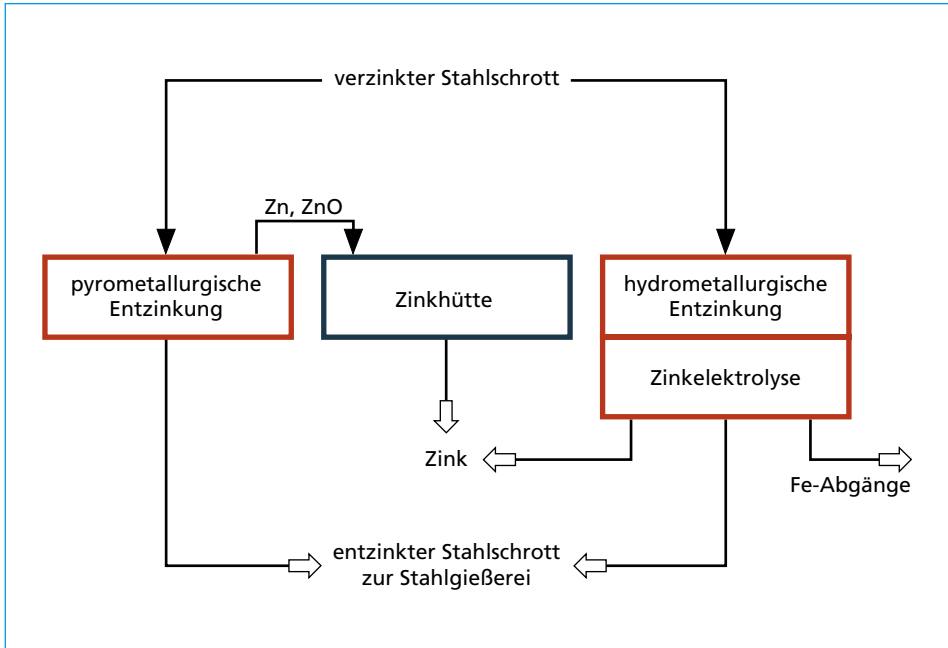 verzinkter Stahlschrott
Zn, ZnO
pyrometallurgische
Entzinkung
Zinkhütte
hydrometallurgische
Entzinkung
Zinkelektrolyse
Zink
Fe-Abgänge
entzinkter Stahlschrott
zur Stahlgießerei